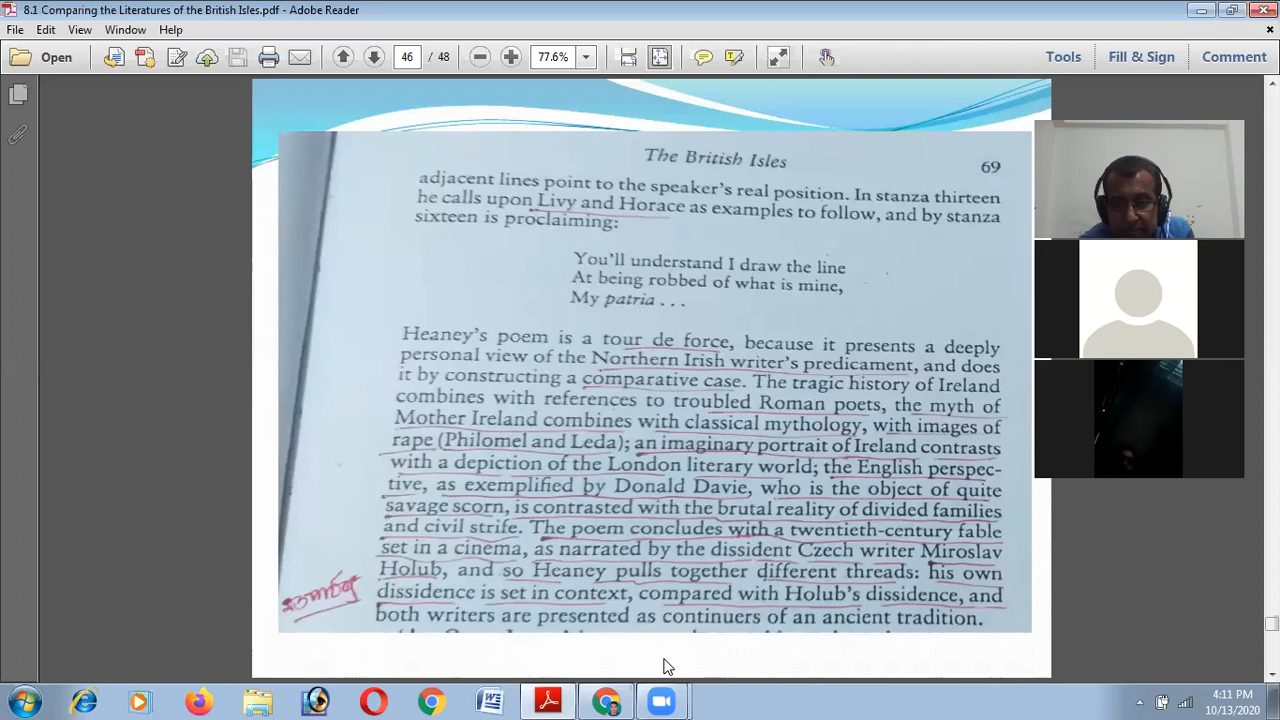 8.1 Comparing the Literatures of the British Isles.pdf - Adobe Reader
File Edit View Window Help
Open 46 / 48 77.6% Tools Fill & Sign Comment
The British Isles 69
adjacent lines point to the speaker's real position. In stanza thirteen
he calls upon Livy and Horace as examples to follow, and by stanza
sixteen is proclaiming:
You'll understand I draw the line
At being robbed of what is mine,
My patria . . .
Heaney's poem is a tour de force, because it presents a deeply
personal view of the Northern Irish writer's predicament, and does
it by constructing a comparative case. The tragic history of Ireland
combines with references to troubled Roman poets, the myth of
Mother Ireland combines with classical mythology, with images of
rape (Philomel and Leda); an imaginary portrait of Ireland contrasts
with a depiction of the London literary world; the English perspec-
tive, as exemplified by Donald Davie, who is the object of quite
savage scorn, is contrasted with the brutal reality of divided families
and civil strife. The poem concludes with a twentieth-century fable
set in a cinema, as narrated by the dissident Czech writer Miroslav
Holub, and so Heaney pulls together different threads: his own
dissidence is set in context, compared with Holub's dissidence, and
both writers are presented as continuers of an ancient tradition.
4:11 PM
10/13/2020